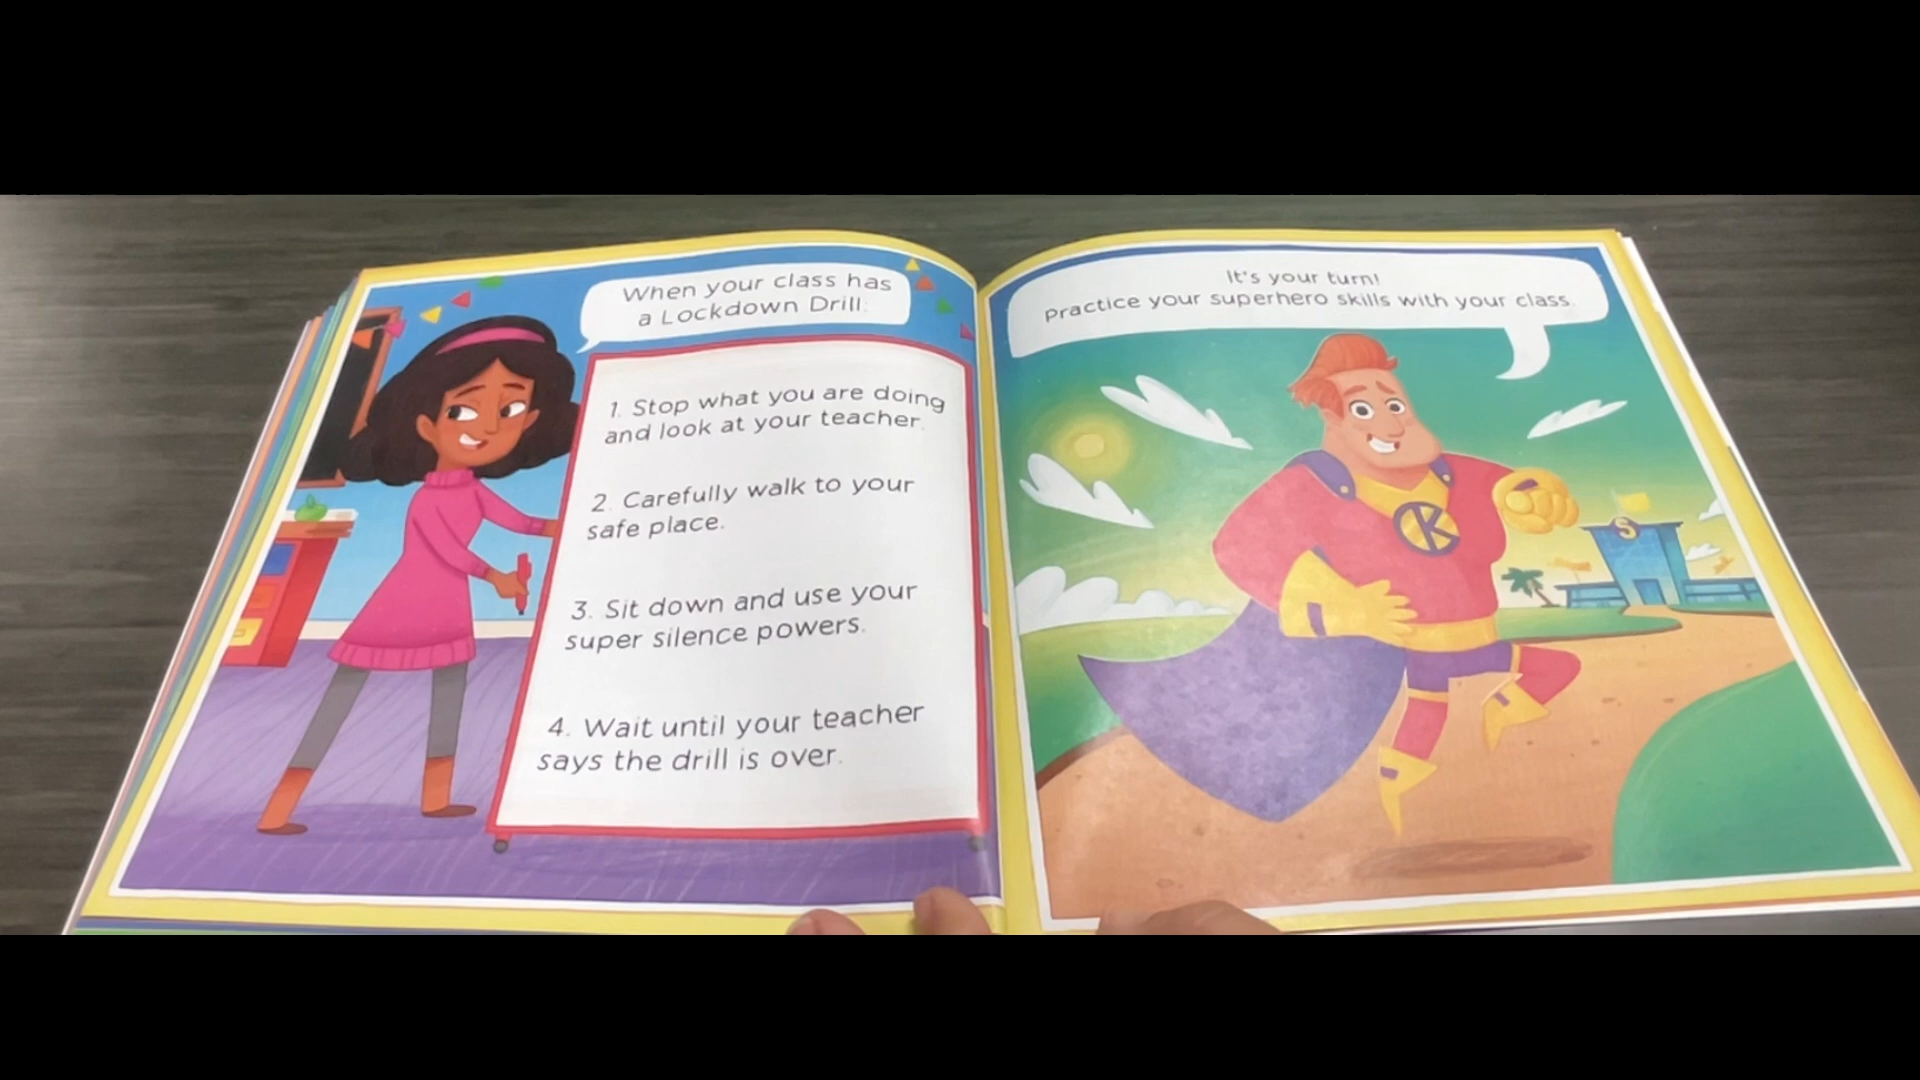 When your class has
a Lockdown Drill:
1. Stop what you are doing
and look at your teacher.
2. Carefully walk to your
safe place.
3. Sit down and use your
super silence powers.
4. Wait until your teacher
says the drill is over.
It's your turn!
Practice your superhero skills with your class.
K
S